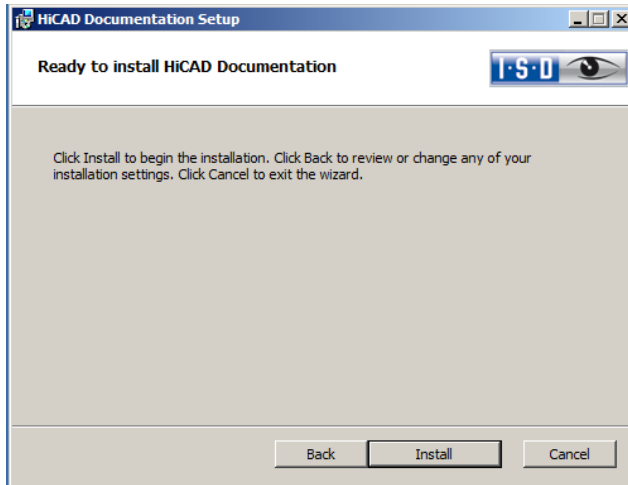 HiCAD Documentation Setup
Ready to install HiCAD Documentation
I·S·D
Click Install to begin the installation. Click Back to review or change any of your
installation settings. Click Cancel to exit the wizard.
Back
Install
Cancel